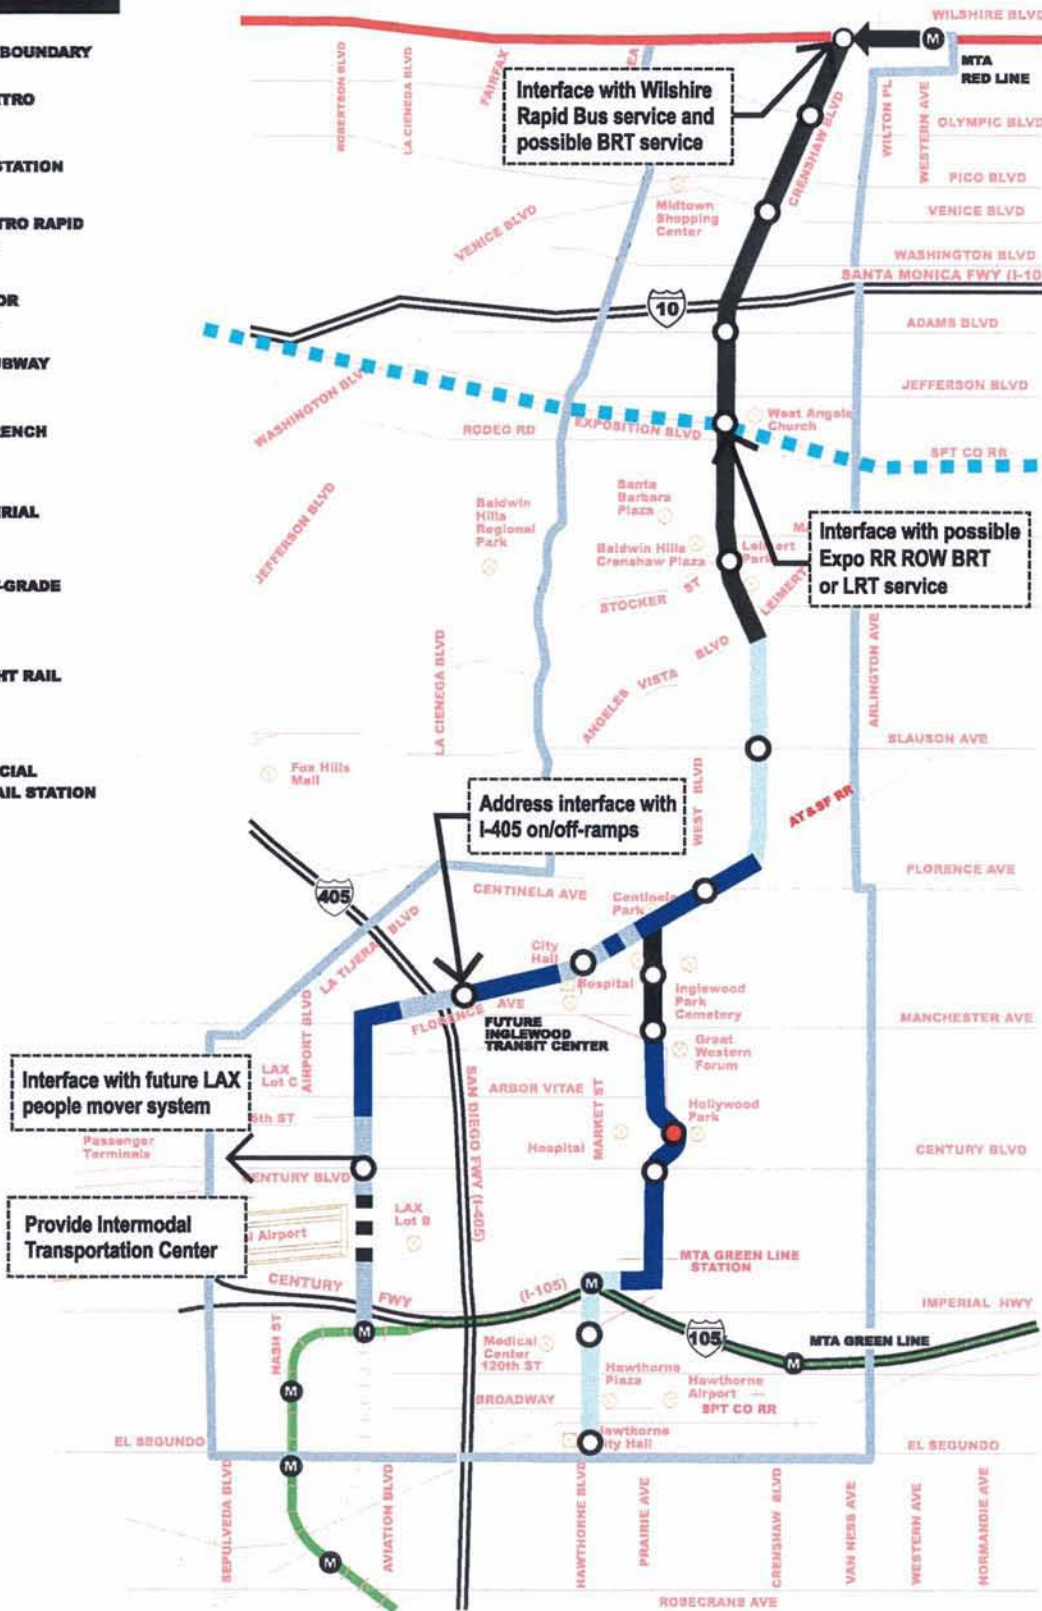 BOUNDARY
STATION
HT RAIL
WILSHIRE BLVD
MTA
RED LINE
ROBERTSON BLVD
LA CIENEGA BLVD
FAIRFAX
EA
Interface with Wilshire
Rapid Bus service and
possible BRT service
CRENSHAW BLVD
WILTON PL
WESTERN AVE
OLYMPIC BLVD
PICO BLVD
VENICE BLVD
Midtown
Shopping
Center
VENICE BLVD
WASHINGTON BLVD
SANTA MONICA FWY (I-10
10
ADAMS BLVD
JEFFERSON BLVD
WASHINGTON BLVD
RODEO RD
EXPOSITION BLVD
West Angeles
Church
SPT CO RR
JEFFERSON BLVD
Baldwin
Hills
Regional
Park
Santa
Barbara
Plaza
Baldwin Hills
Crenshaw Plaza
Leimert
Park
LEIMERT
STOCKER ST
Interface with possible
Expo RR ROW BRT
or LRT service
LA CIENEGA BLVD
ANGELES VISTA BLVD
ARLINGTON AVE
SLAUSON AVE
Fox Hills
Mall
WEST BLVD
AT&SF RR
Address interface with
I-405 on/off-ramps
FLORENCE AVE
CENTINELA AVE
Centinela
Park
405
LA TIJERA BLVD
City
Hall
Hospital
Inglewood
Park
Cemetery
FLORENCE AVE
FUTURE
INGLEWOOD
TRANSIT CENTER
MANCHESTER AVE
AIRPORT BLVD
Great
Western
Forum
Interface with future LAX
people mover system
LAX
Lot C
ARBOR VITAE
SAN DIEGO FWY (I-405)
MARKET ST
Hollywood
Park
Passenger
Terminals
Hospital
CENTURY BLVD
CENTURY BLVD
Provide Intermodal
Transportation Center
Airport
LAX
Lot B
MTA GREEN LINE
STATION
CENTURY FWY
(I-105)
IMPERIAL HWY
NASH ST
105
MTA GREEN LINE
Medical
Center
120th ST
Hawthorne
Plaza
Hawthorne
Airport
SPT CO RR
BROADWAY
EL SEGUNDO
EL SEGUNDO
SEPULVEDA BLVD
AVIATION BLVD
HAWTHORNE BLVD
PRAIRIE AVE
CRENSHAW BLVD
VAN NESS AVE
WESTERN AVE
NORMANDIE AVE
ROSECRANS AVE